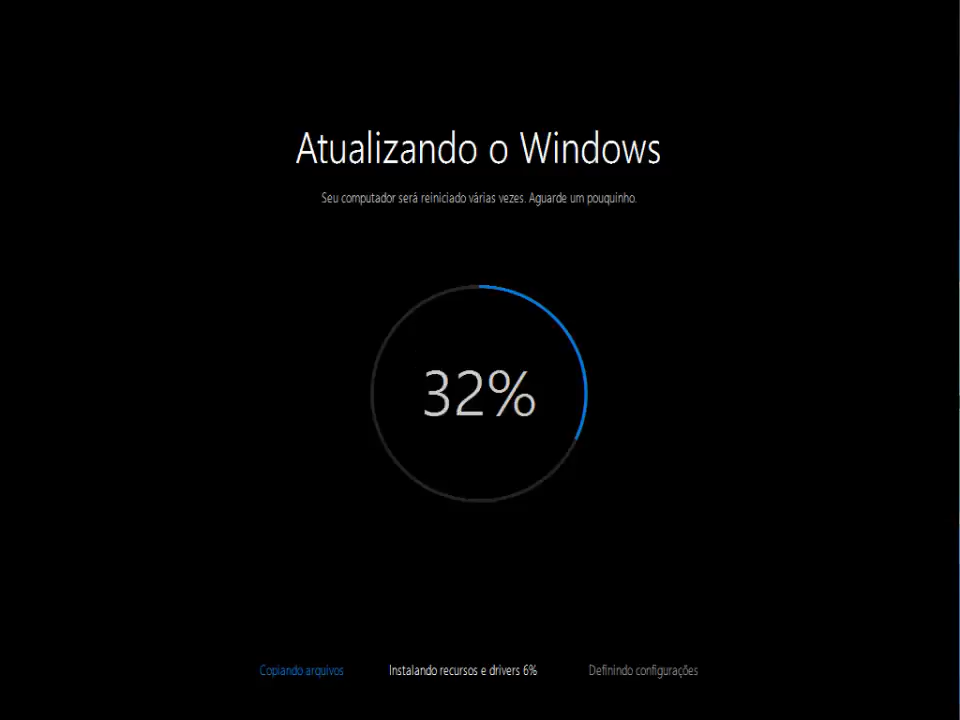 Atualizando o Windows
Seu computador será reiniciado várias vezes. Aguarde um pouquinho.
32%
Copiando arquivos Instalando recursos e drivers 6% Definindo configurações